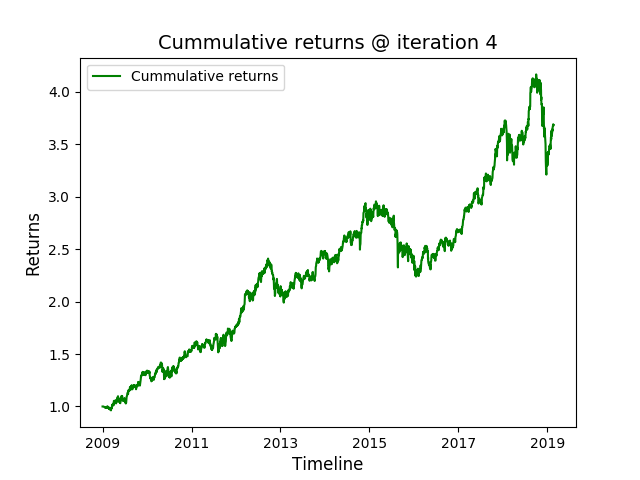 Cummulative returns @ iteration 4
Cummulative returns
4.0
3.5
3.0
2.5
2.0
1.5
1.0
Returns
2009 2011 2013 2015 2017 2019
Timeline